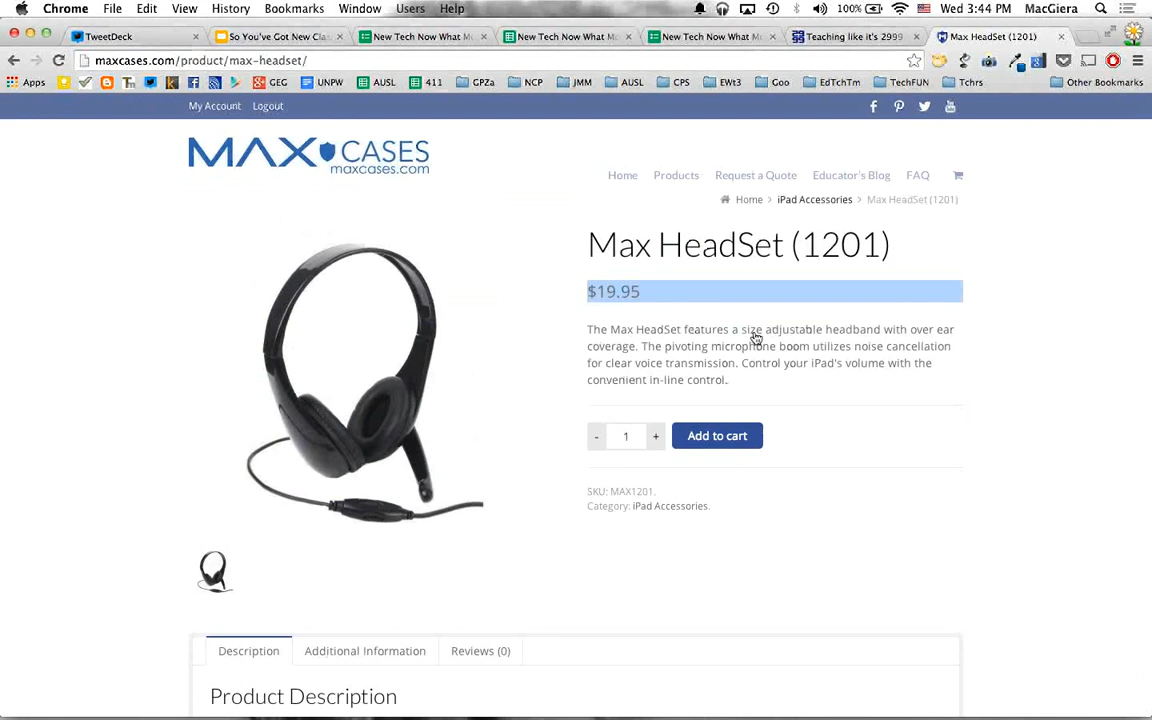 Chrome File Edit View History Bookmarks Window Users Help 100% Wed 3:44 PM MacGiera
TweetDeck So You've Got New Clas New Tech Now What M New Tech Now What Mo New Tech Now What Mo Teaching like it's 2999 Max HeadSet (1201)
maxcases.com/product/max-headset/
Apps GEG UNPW AUSL 411 GPZa NCP JMM AUSL CPS EWt3 Goo EdTchTm TechFUN Tchrs Other Bookmarks
My Account Logout
MAX CASES
maxcases.com
Home Products Request a Quote Educator's Blog FAQ
Home > iPad Accessories > Max HeadSet (1201)
Max HeadSet (1201)
$19.95
The Max HeadSet features a size adjustable headband with over ear
coverage. The pivoting microphone boom utilizes noise cancellation
for clear voice transmission. Control your iPad's volume with the
convenient in-line control.
- 1 + Add to cart
SKU: MAX1201.
Category: iPad Accessories.
Description Additional Information Reviews (0)
Product Description